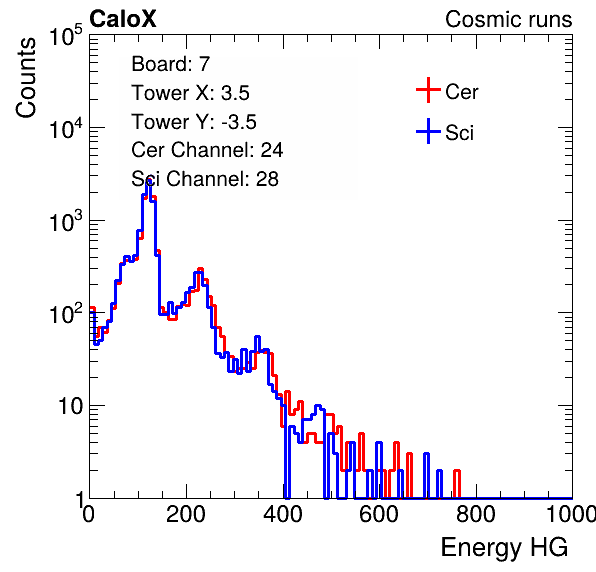 CaloX Cosmic runs
Counts
10^5
10^4
10^3
10^2
10
1
Board: 7
Tower X: 3.5
Tower Y: -3.5
Cer Channel: 24
Sci Channel: 28
Cer
Sci
0 200 400 600 800 1000
Energy HG